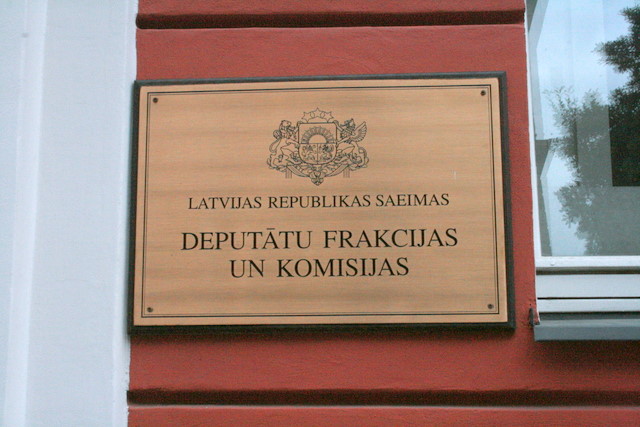 LATVIJAS REPUBLIKAS SAEIMAS
DEPUTĀTU FRAKCIJAS
UN KOMISIJAS